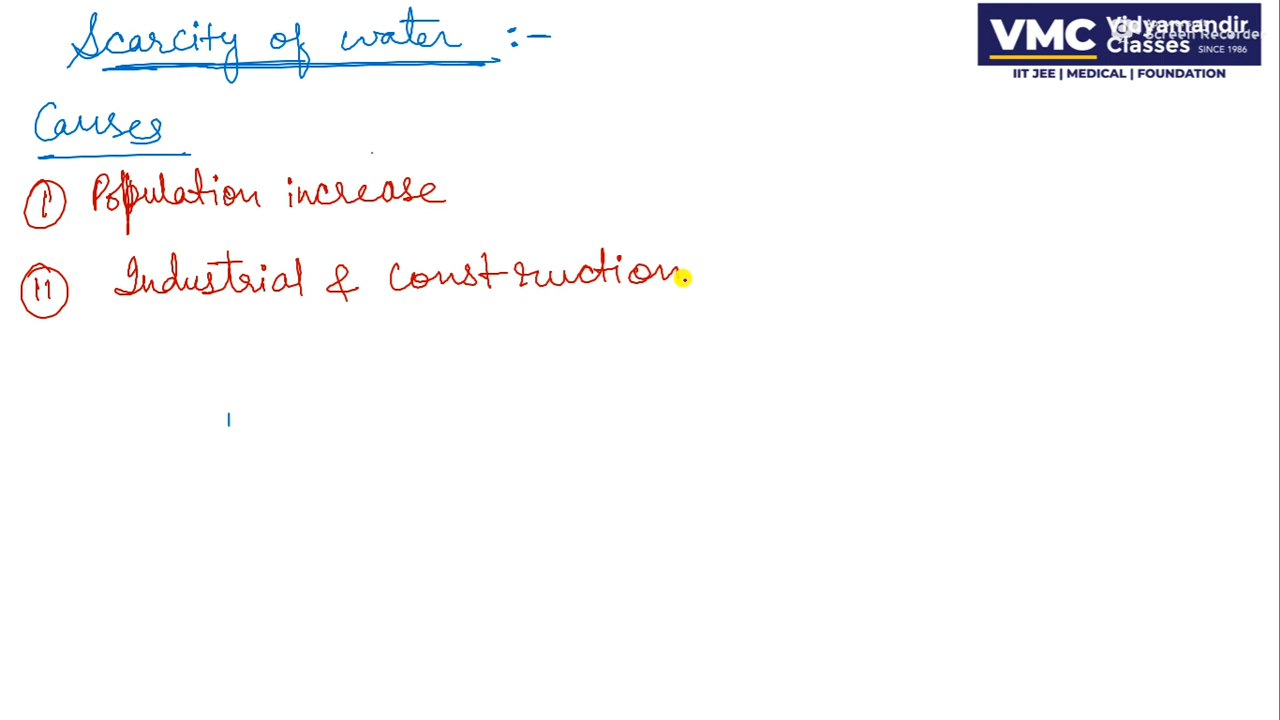 Scarcity of water :-
VMC Vidyamandir Classes SINCE 1986
IIT JEE | MEDICAL | FOUNDATION
Causes
I Population increase
II Industrial & construction